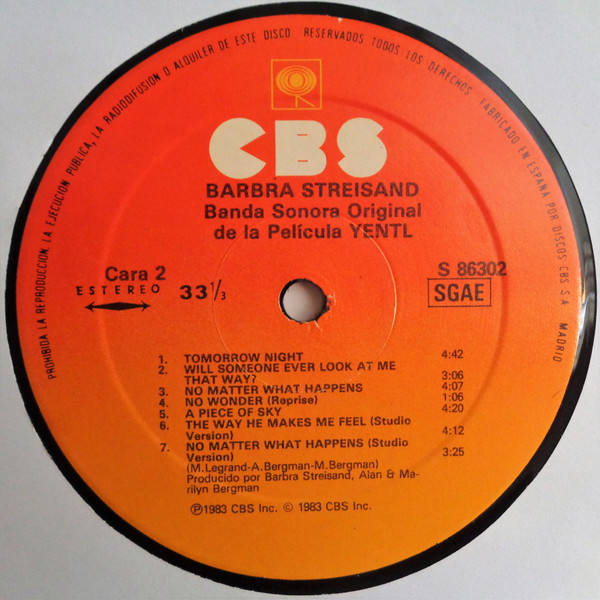 PROHIBIDA LA REPRODUCCION, LA EJECUCION PUBLICA, LA RADIODIFUSION O ALQUILER DE ESTE DISCO RESERVADOS TODOS LOS DERECHOS. FABRICADO EN ESPAÑA POR DISCOS CBS S.A. MADRID
CBS
BARBRA STREISAND
Banda Sonora Original
de la Película YENTL
Cara 2
ESTEREO
33 1/3
S 86302
SGAE
1. TOMORROW NIGHT 4:42
2. WILL SOMEONE EVER LOOK AT ME
THAT WAY? 3:06
3. NO MATTER WHAT HAPPENS 4:07
4. NO WONDER (Reprise) 1:06
5. A PIECE OF SKY 4:20
6. THE WAY HE MAKES ME FEEL (Studio
Version) 4:12
7. NO MATTER WHAT HAPPENS (Studio
Version) 3:25
(M.Legrand-A.Bergman-M.Bergman)
Producido por Barbra Streisand, Alan & Ma-
rilyn Bergman
℗1983 CBS Inc. © 1983 CBS Inc.